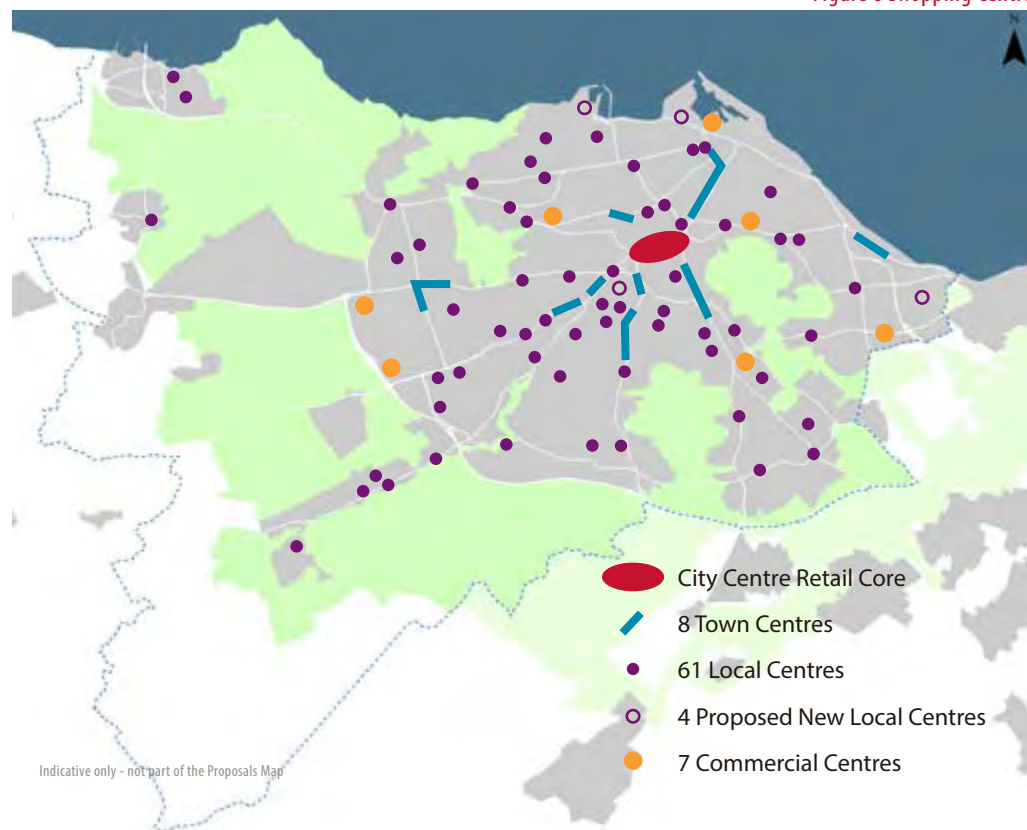 N
City Centre Retail Core
8 Town Centres
61 Local Centres
4 Proposed New Local Centres
7 Commercial Centres
Indicative only - not part of the Proposals Map